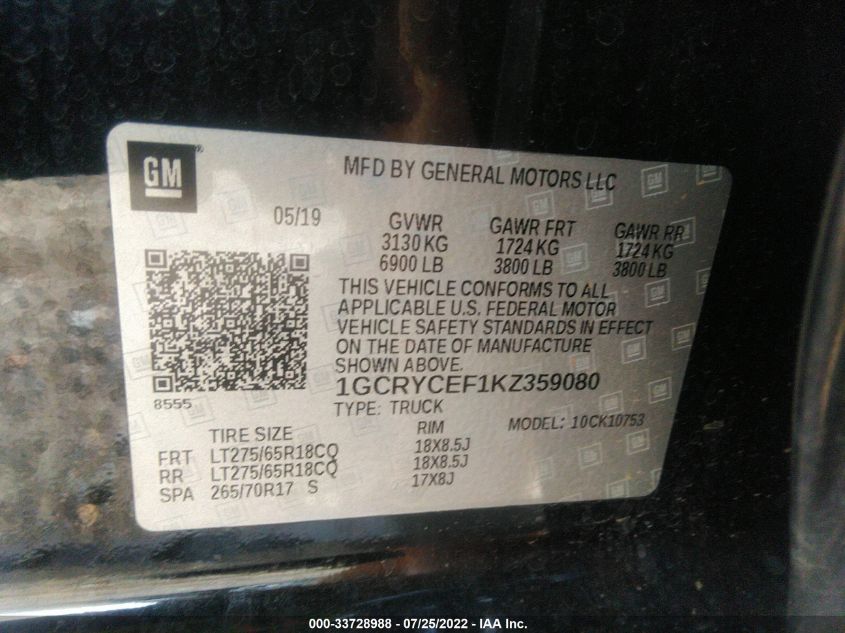 GM
MFD BY GENERAL MOTORS LLC
05/19 GVWR GAWR FRT GAWR RR
3130 KG 1724 KG 1724 KG
6900 LB 3800 LB 3800 LB
THIS VEHICLE CONFORMS TO ALL
APPLICABLE U.S. FEDERAL MOTOR
VEHICLE SAFETY STANDARDS IN EFFECT
ON THE DATE OF MANUFACTURE
SHOWN ABOVE.
8555
1GCRYCEF1KZ359080
TYPE: TRUCK MODEL: 10CK10753
TIRE SIZE RIM
FRT LT275/65R18CQ 18X8.5J
RR LT275/65R18CQ 18X8.5J
SPA 265/70R17 S 17X8J
000-33728988 - 07/25/2022 - IAA Inc.